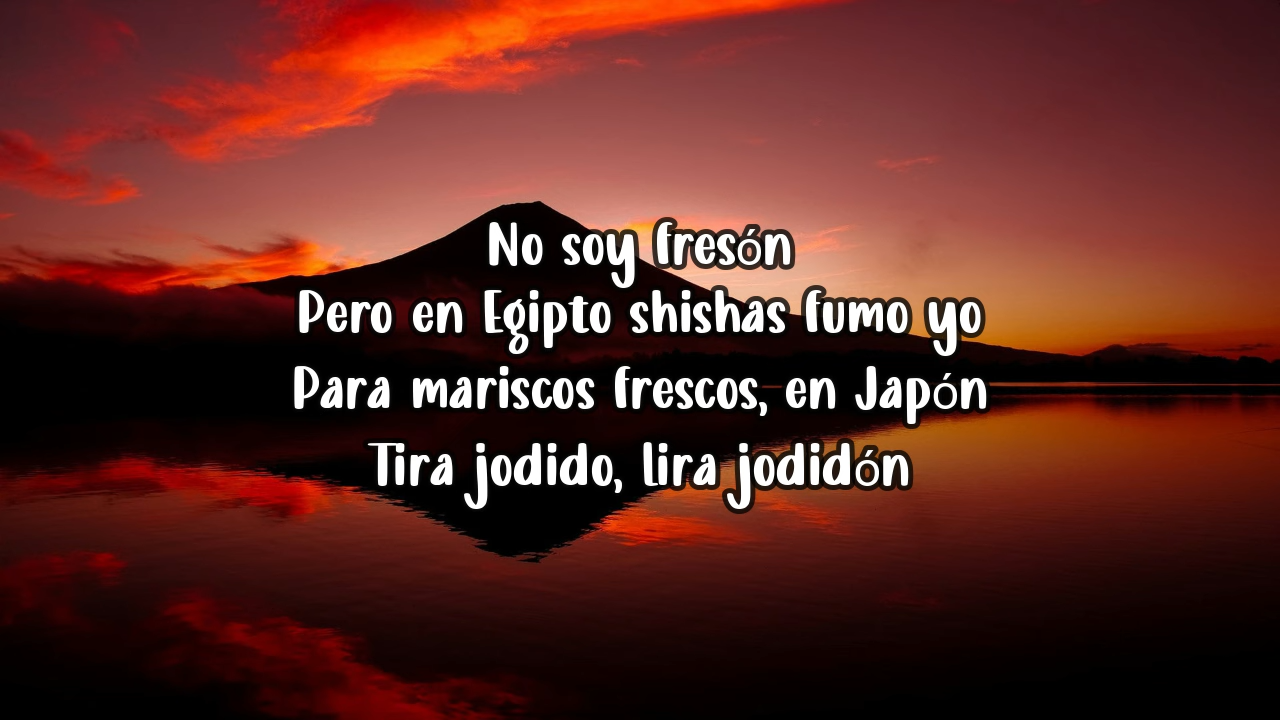 No soy fresón
Pero en Egipto shishas fumo yo
Para mariscos frescos, en Japón
Tira jodido, lira jodidón